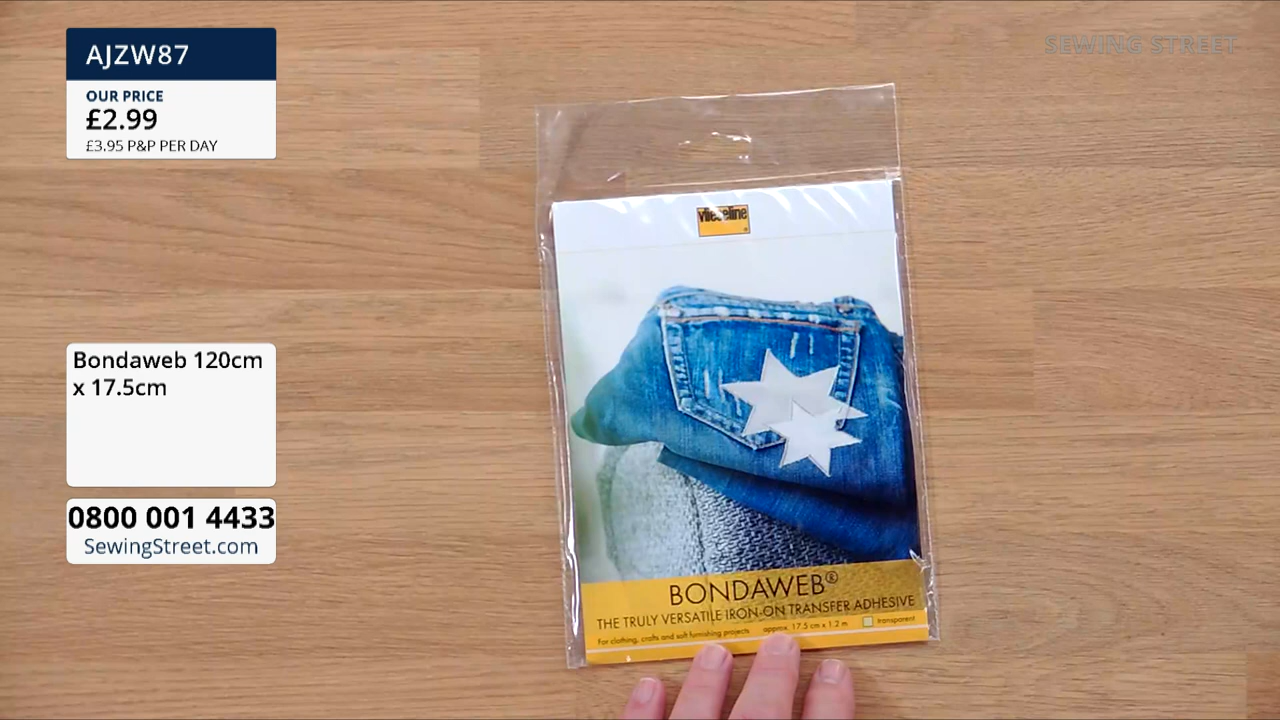 AJZW87
OUR PRICE
£2.99
£3.95 P&P PER DAY
SEWING STREET
Vlieseline
Bondaweb 120cm
x 17.5cm
0800 001 4433
SewingStreet.com
BONDAWEB®
THE TRULY VERSATILE IRON-ON TRANSFER ADHESIVE
For clothing, crafts and soft furnishing projects approx. 17.5 cm x 1.2 m transparent